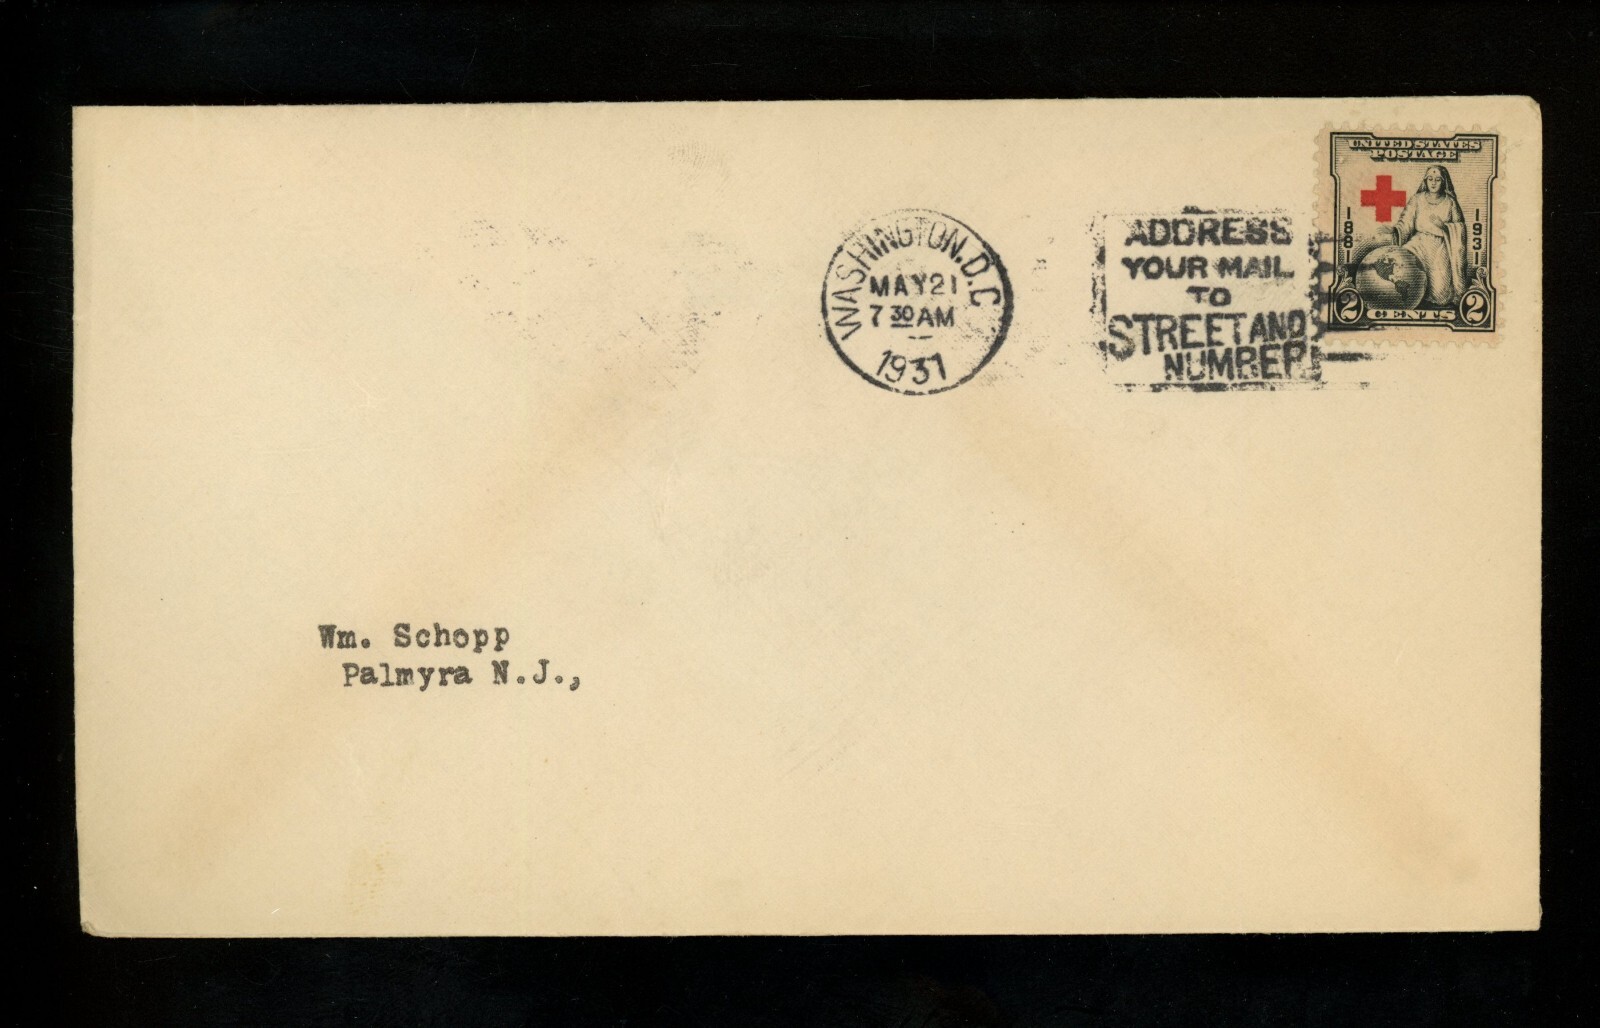 UNITED STATES
POSTAGE
1881
1931
2 CENTS 2
WASHINGTON, D.C.
MAY 21
7 30 AM
1931
ADDRESS
YOUR MAIL
TO
STREET AND
NUMBER
Wm. Schopp
Palmyra N.J.,